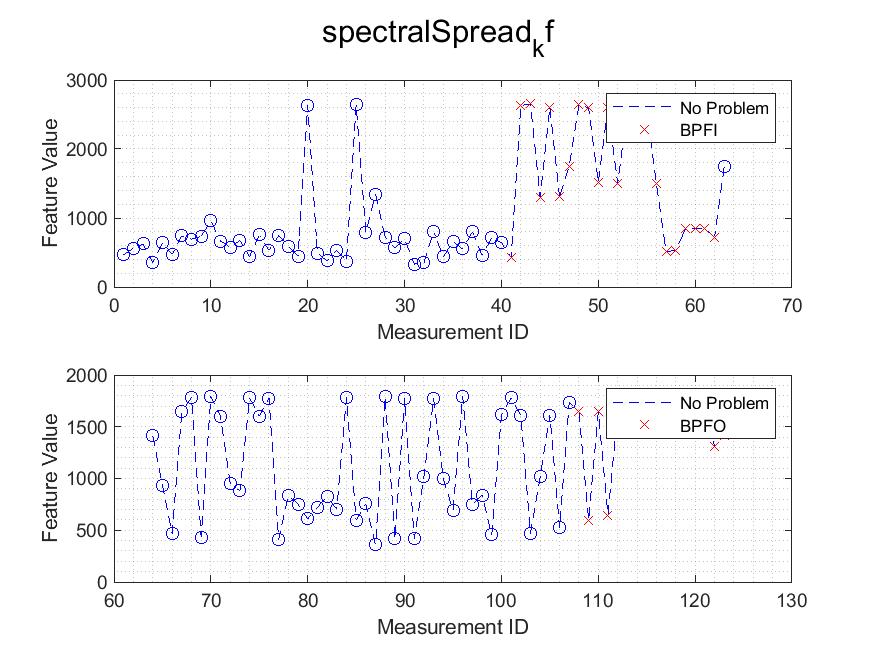 spectralSpread_kf
3000
2000
1000
0
Feature Value
No Problem
BPFI
0 10 20 30 40 50 60 70
Measurement ID
2000
1500
1000
500
0
Feature Value
No Problem
BPFO
60 70 80 90 100 110 120 130
Measurement ID